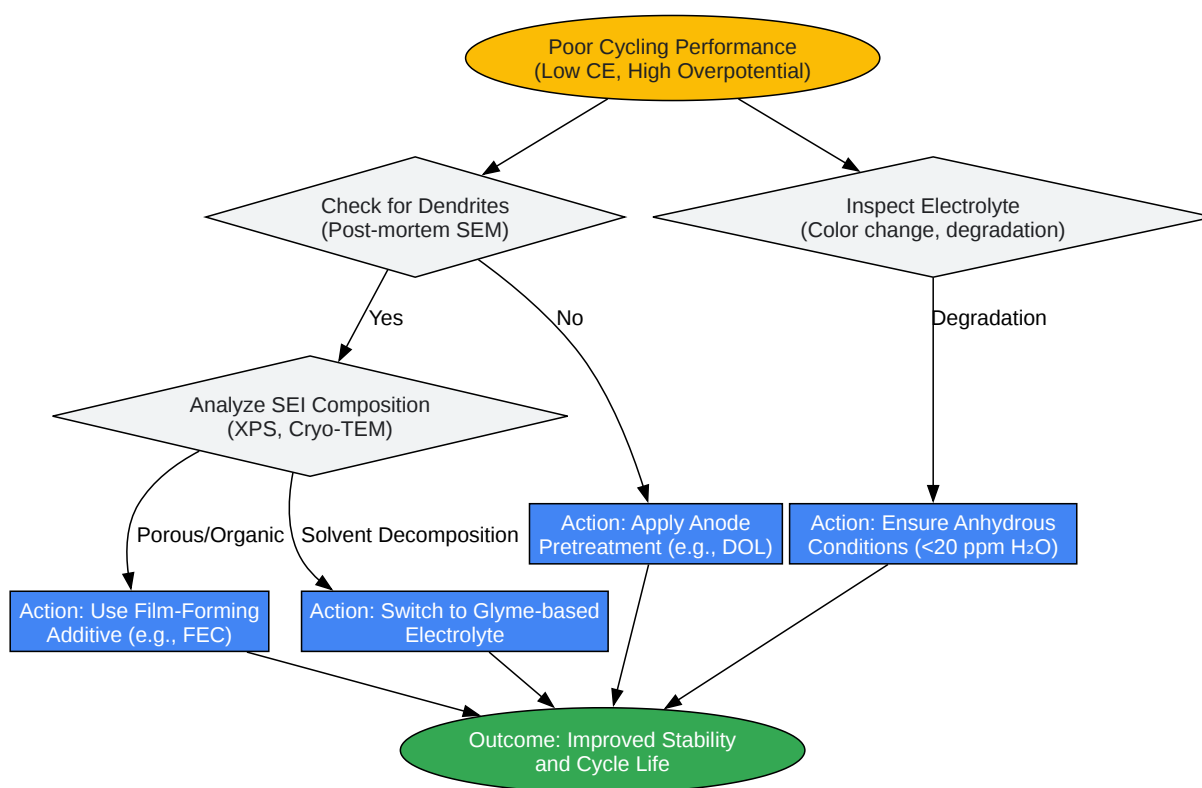 Poor Cycling Performance
(Low CE, High Overpotential)
Check for Dendrites
(Post-mortem SEM)
Inspect Electrolyte
(Color change, degradation)
Yes
No
Degradation
Analyze SEI Composition
(XPS, Cryo-TEM)
Porous/Organic
Solvent Decomposition
Action: Apply Anode
Pretreatment (e.g., DOL)
Action: Ensure Anhydrous
Conditions (<20 ppm H₂O)
Action: Use Film-Forming
Additive (e.g., FEC)
Action: Switch to Glyme-based
Electrolyte
Outcome: Improved Stability
and Cycle Life